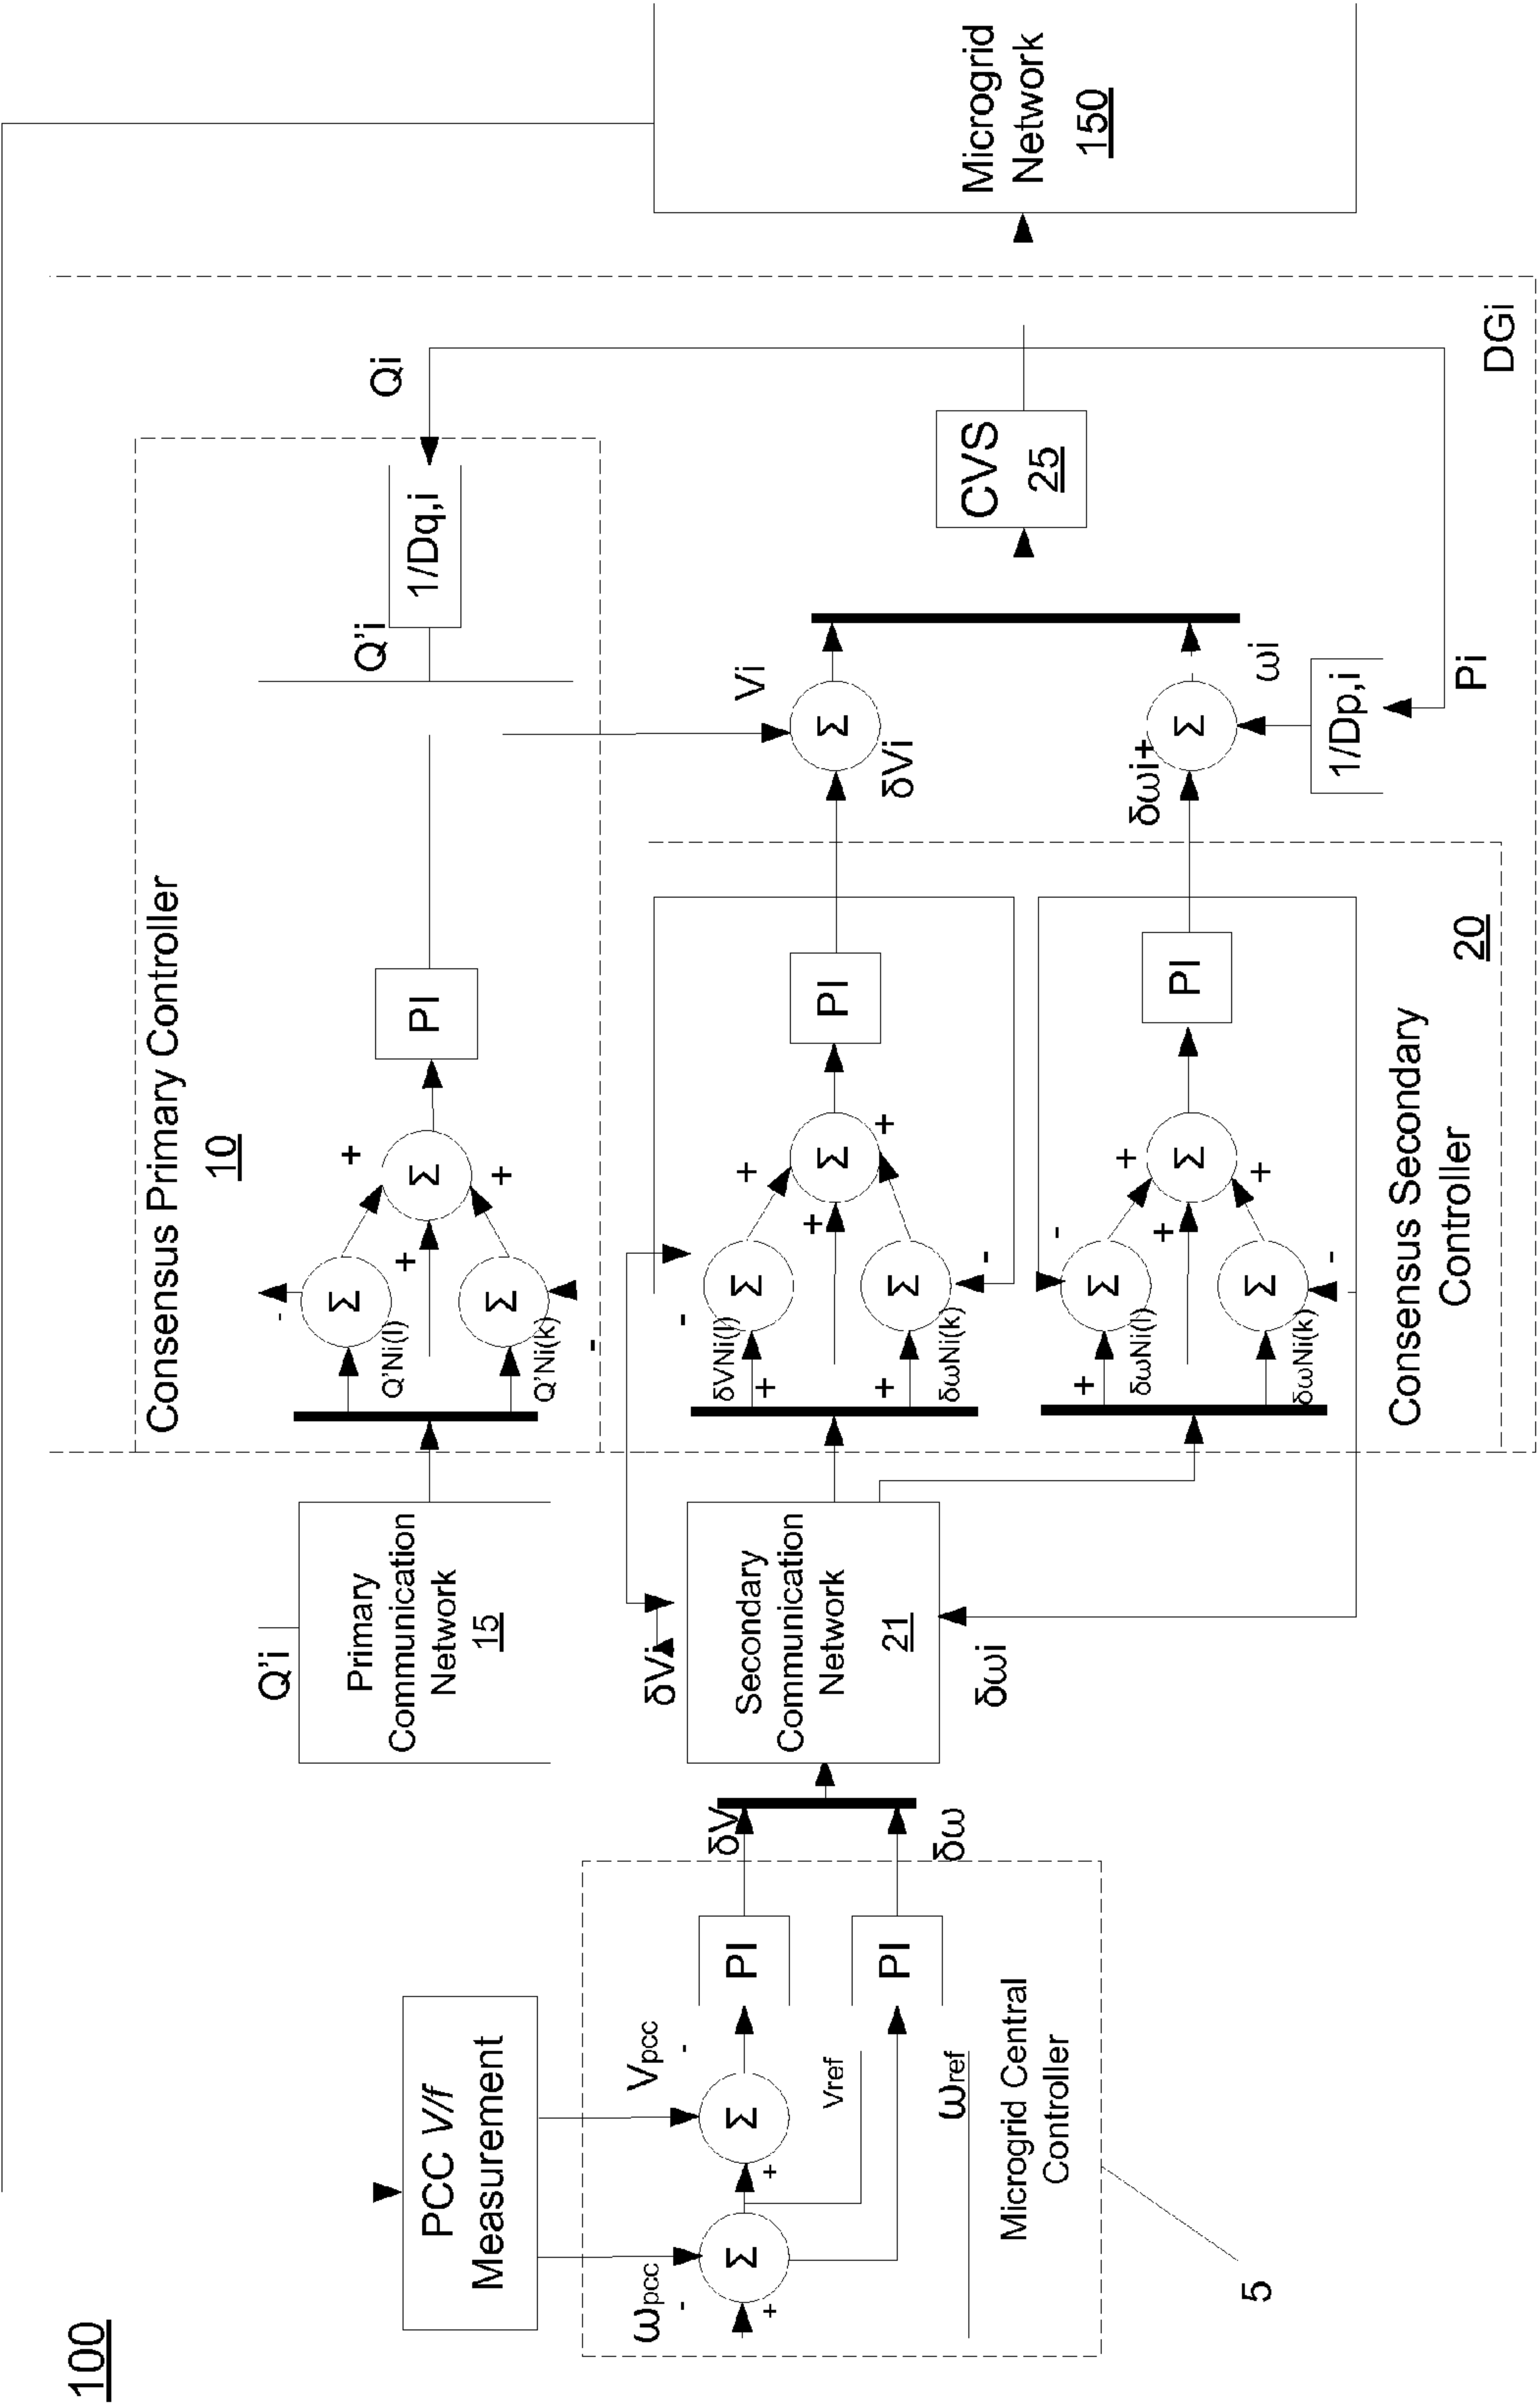 100
PCC V/f
Measurement
ωpcc
-
Vpcc
-
Σ
+
Σ
+
Vref
ωref
PI
PI
Microgrid Central
Controller
5
δV
δω
Q'i
Primary
Communication
Network
15
δVi
Secondary
Communication
Network
21
δωi
Consensus Primary Controller
10
Q'Ni(l)
Q'Ni(k)
Σ
-
Σ
-
+
+
+
Σ
PI
Q'i
1/Dq,i
Qi
δVNi(l)
+
+
δωNi(k)
Σ
-
Σ
-
+
+
+
Σ
PI
δVi
Σ
Vi
+
δωNi(l)
δωNi(k)
Σ
-
Σ
-
+
+
+
Σ
PI
δωi+
Σ
ωi
1/Dp,i
Pi
Consensus Secondary
Controller
20
CVS
25
DGi
Microgrid
Network
150